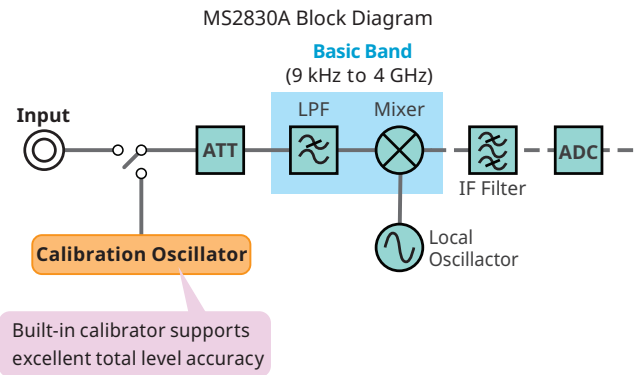 MS2830A Block Diagram
Basic Band
(9 kHz to 4 GHz)
LPF
Mixer
Input
ATT
ADC
IF Filter
Local
Oscillactor
Calibration Oscillator
Built-in calibrator supports
excellent total level accuracy